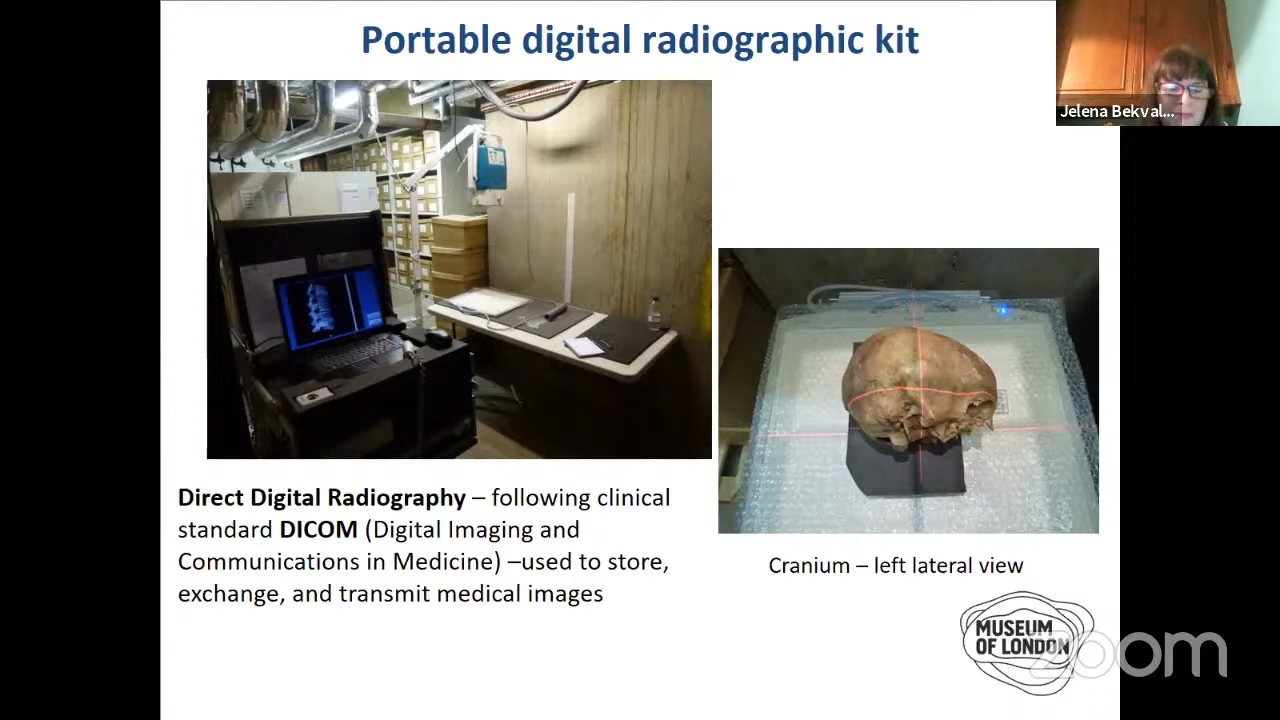 Portable digital radiographic kit
Jelena Bekval...
Direct Digital Radiography – following clinical
standard DICOM (Digital Imaging and
Communications in Medicine) –used to store,
exchange, and transmit medical images
Cranium – left lateral view
MUSEUM
OF LONDON
zoom